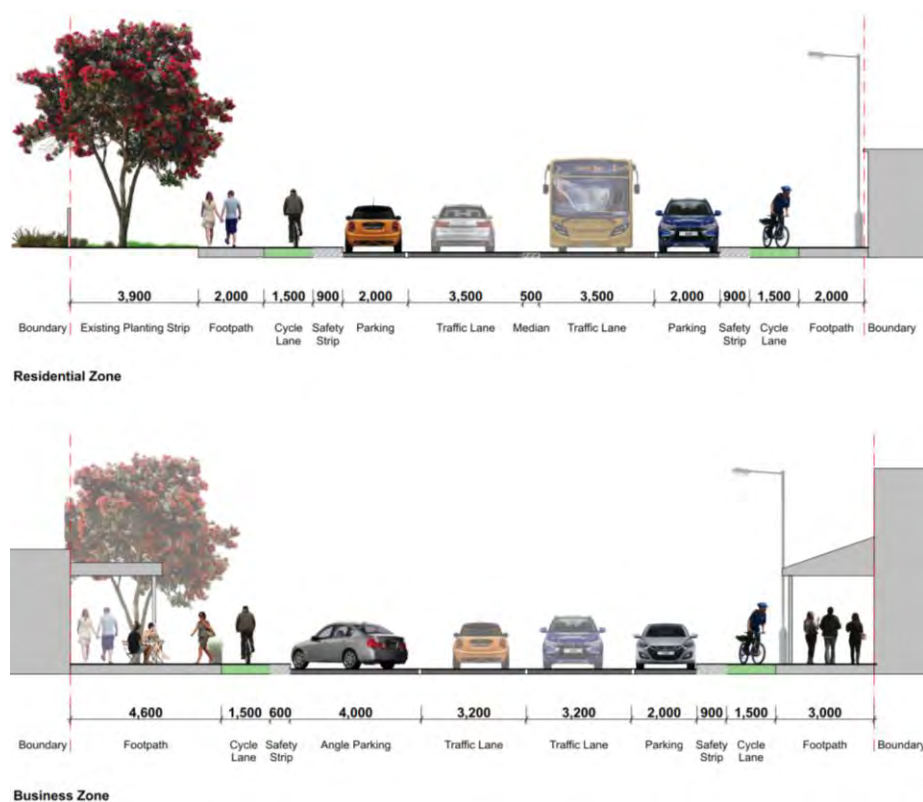 3,900 2,000 1,500 900 2,000 3,500 500 3,500 2,000 900 1,500 2,000
Boundary Existing Planting Strip Footpath Cycle Lane Safety Strip Parking Traffic Lane Median Traffic Lane Parking Safety Strip Cycle Lane Footpath Boundary
Residential Zone
4,600 1,500 600 4,000 3,200 3,200 2,000 900 1,500 3,000
Boundary Footpath Cycle Lane Safety Strip Angle Parking Traffic Lane Traffic Lane Parking Safety Strip Cycle Lane Footpath Boundary
Business Zone